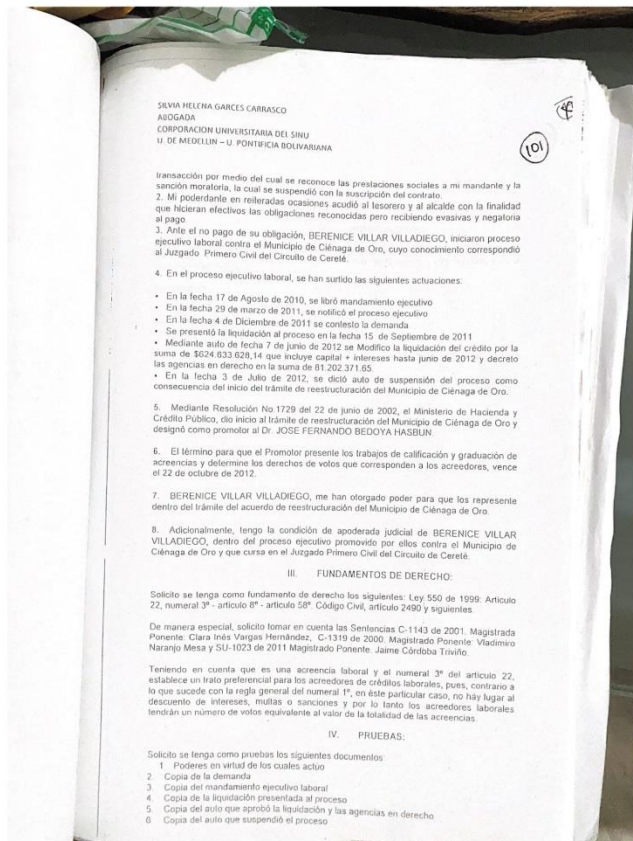 SILVIA HELENA GARCES CARRASCO
ABOGADA
CORPORACION UNIVERSITARIA DEL SINU
U. DE MEDELLIN – U. PONTIFICIA BOLIVARIANA
101
transacción por medio del cual se reconoce las prestaciones sociales a mi mandante y la
sanción moratoria, la cual se suspendió con la suscripción del contrato.
2. Mi poderdante en reiteradas ocasiones acudió al tesorero y al alcalde con la finalidad
que hicieran efectivos las obligaciones reconocidas pero recibiendo evasivas y negatoria
al pago
3. Ante el no pago de su obligación, BERENICE VILLAR VILLADIEGO, iniciaron proceso
ejecutivo laboral contra el Municipio de Ciénaga de Oro, cuyo conocimiento correspondió
al Juzgado Primero Civil del Circuito de Cereté.
4. En el proceso ejecutivo laboral, se han surtido las siguientes actuaciones:
• En la fecha 17 de Agosto de 2010, se libró mandamiento ejecutivo
• En la fecha 29 de marzo de 2011, se notificó el proceso ejecutivo
• En la fecha 4 de Diciembre de 2011 se contesto la demanda
• Se presentó la liquidación al proceso en la fecha 15 de Septiembre de 2011
• Mediante auto de fecha 7 de junio de 2012 se Modifico la liquidación del crédito por la
suma de $624.633.628,14 que incluye capital + intereses hasta junio de 2012 y decreto
las agencias en derecho en la suma de 81.202.371.65.
• En la fecha 3 de Julio de 2012, se dictó auto de suspensión del proceso como
consecuencia del inicio del trámite de reestructuración del Municipio de Ciénaga de Oro.
5. Mediante Resolución No.1729 del 22 de junio de 2002, el Ministerio de Hacienda y
Crédito Público, dio inicio al trámite de reestructuración del Municipio de Ciénaga de Oro y
designó como promotor al Dr. JOSE FERNANDO BEDOYA HASBUN.
6. El término para que el Promotor presente los trabajos de calificación y graduación de
acreencias y determine los derechos de votos que corresponden a los acreedores, vence
el 22 de octubre de 2012.
7. BERENICE VILLAR VILLADIEGO, me han otorgado poder para que los represente
dentro del trámite del acuerdo de reestructuración del Municipio de Ciénaga de Oro.
8. Adicionalmente, tengo la condición de apoderada judicial de BERENICE VILLAR
VILLADIEGO, dentro del proceso ejecutivo promovido por ellos contra el Municipio de
Ciénaga de Oro y que cursa en el Juzgado Primero Civil del Circuito de Cereté.
III. FUNDAMENTOS DE DERECHO:
Solicito se tenga como fundamento de derecho los siguientes: Ley 550 de 1999: Articulo
22, numeral 3º - articulo 8º - artículo 58º. Código Civil, artículo 2490 y siguientes.
De manera especial, solicito tomar en cuenta las Sentencias C-1143 de 2001. Magistrada
Ponente: Clara Inés Vargas Hernández, C-1319 de 2000. Magistrado Ponente: Vladimiro
Naranjo Mesa y SU-1023 de 2011 Magistrado Ponente. Jaime Córdoba Triviño.
Teniendo en cuenta que es una acreencia laboral y el numeral 3º del artículo 22,
establece un trato preferencial para los acreedores de créditos laborales, pues, contrario a
lo que sucede con la regla general del numeral 1º, en éste particular caso, no háy lugar al
descuento de intereses, multas o sanciones y por lo tanto los acreedores laborales
tendrán un número de votos equivalente al valor de la totalidad de las acreencias.
IV. PRUEBAS:
Solicito se tenga como pruebas los siguientes documentos:
1 Poderes en virtud de los cuales actúo
2 Copia de la demanda
3 Copia del mandamiento ejecutivo laboral
4 Copia de la liquidación presentada al proceso
5 Copia del auto que aprobó la liquidación y las agencias en derecho
6 Copia del auto que suspendió el proceso